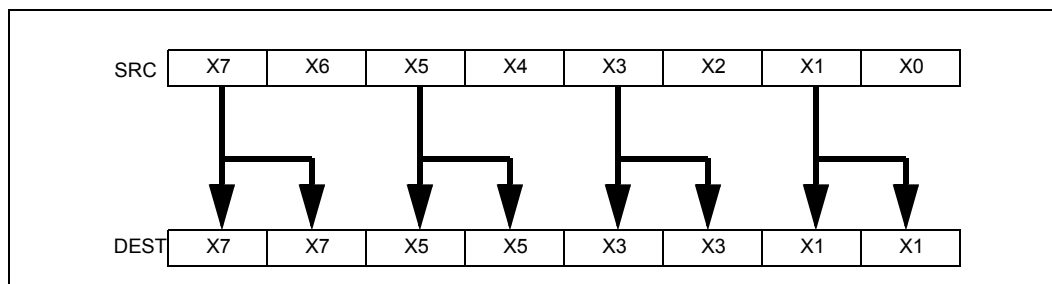 SRC X7 X6 X5 X4 X3 X2 X1 X0
DEST X7 X7 X5 X5 X3 X3 X1 X1